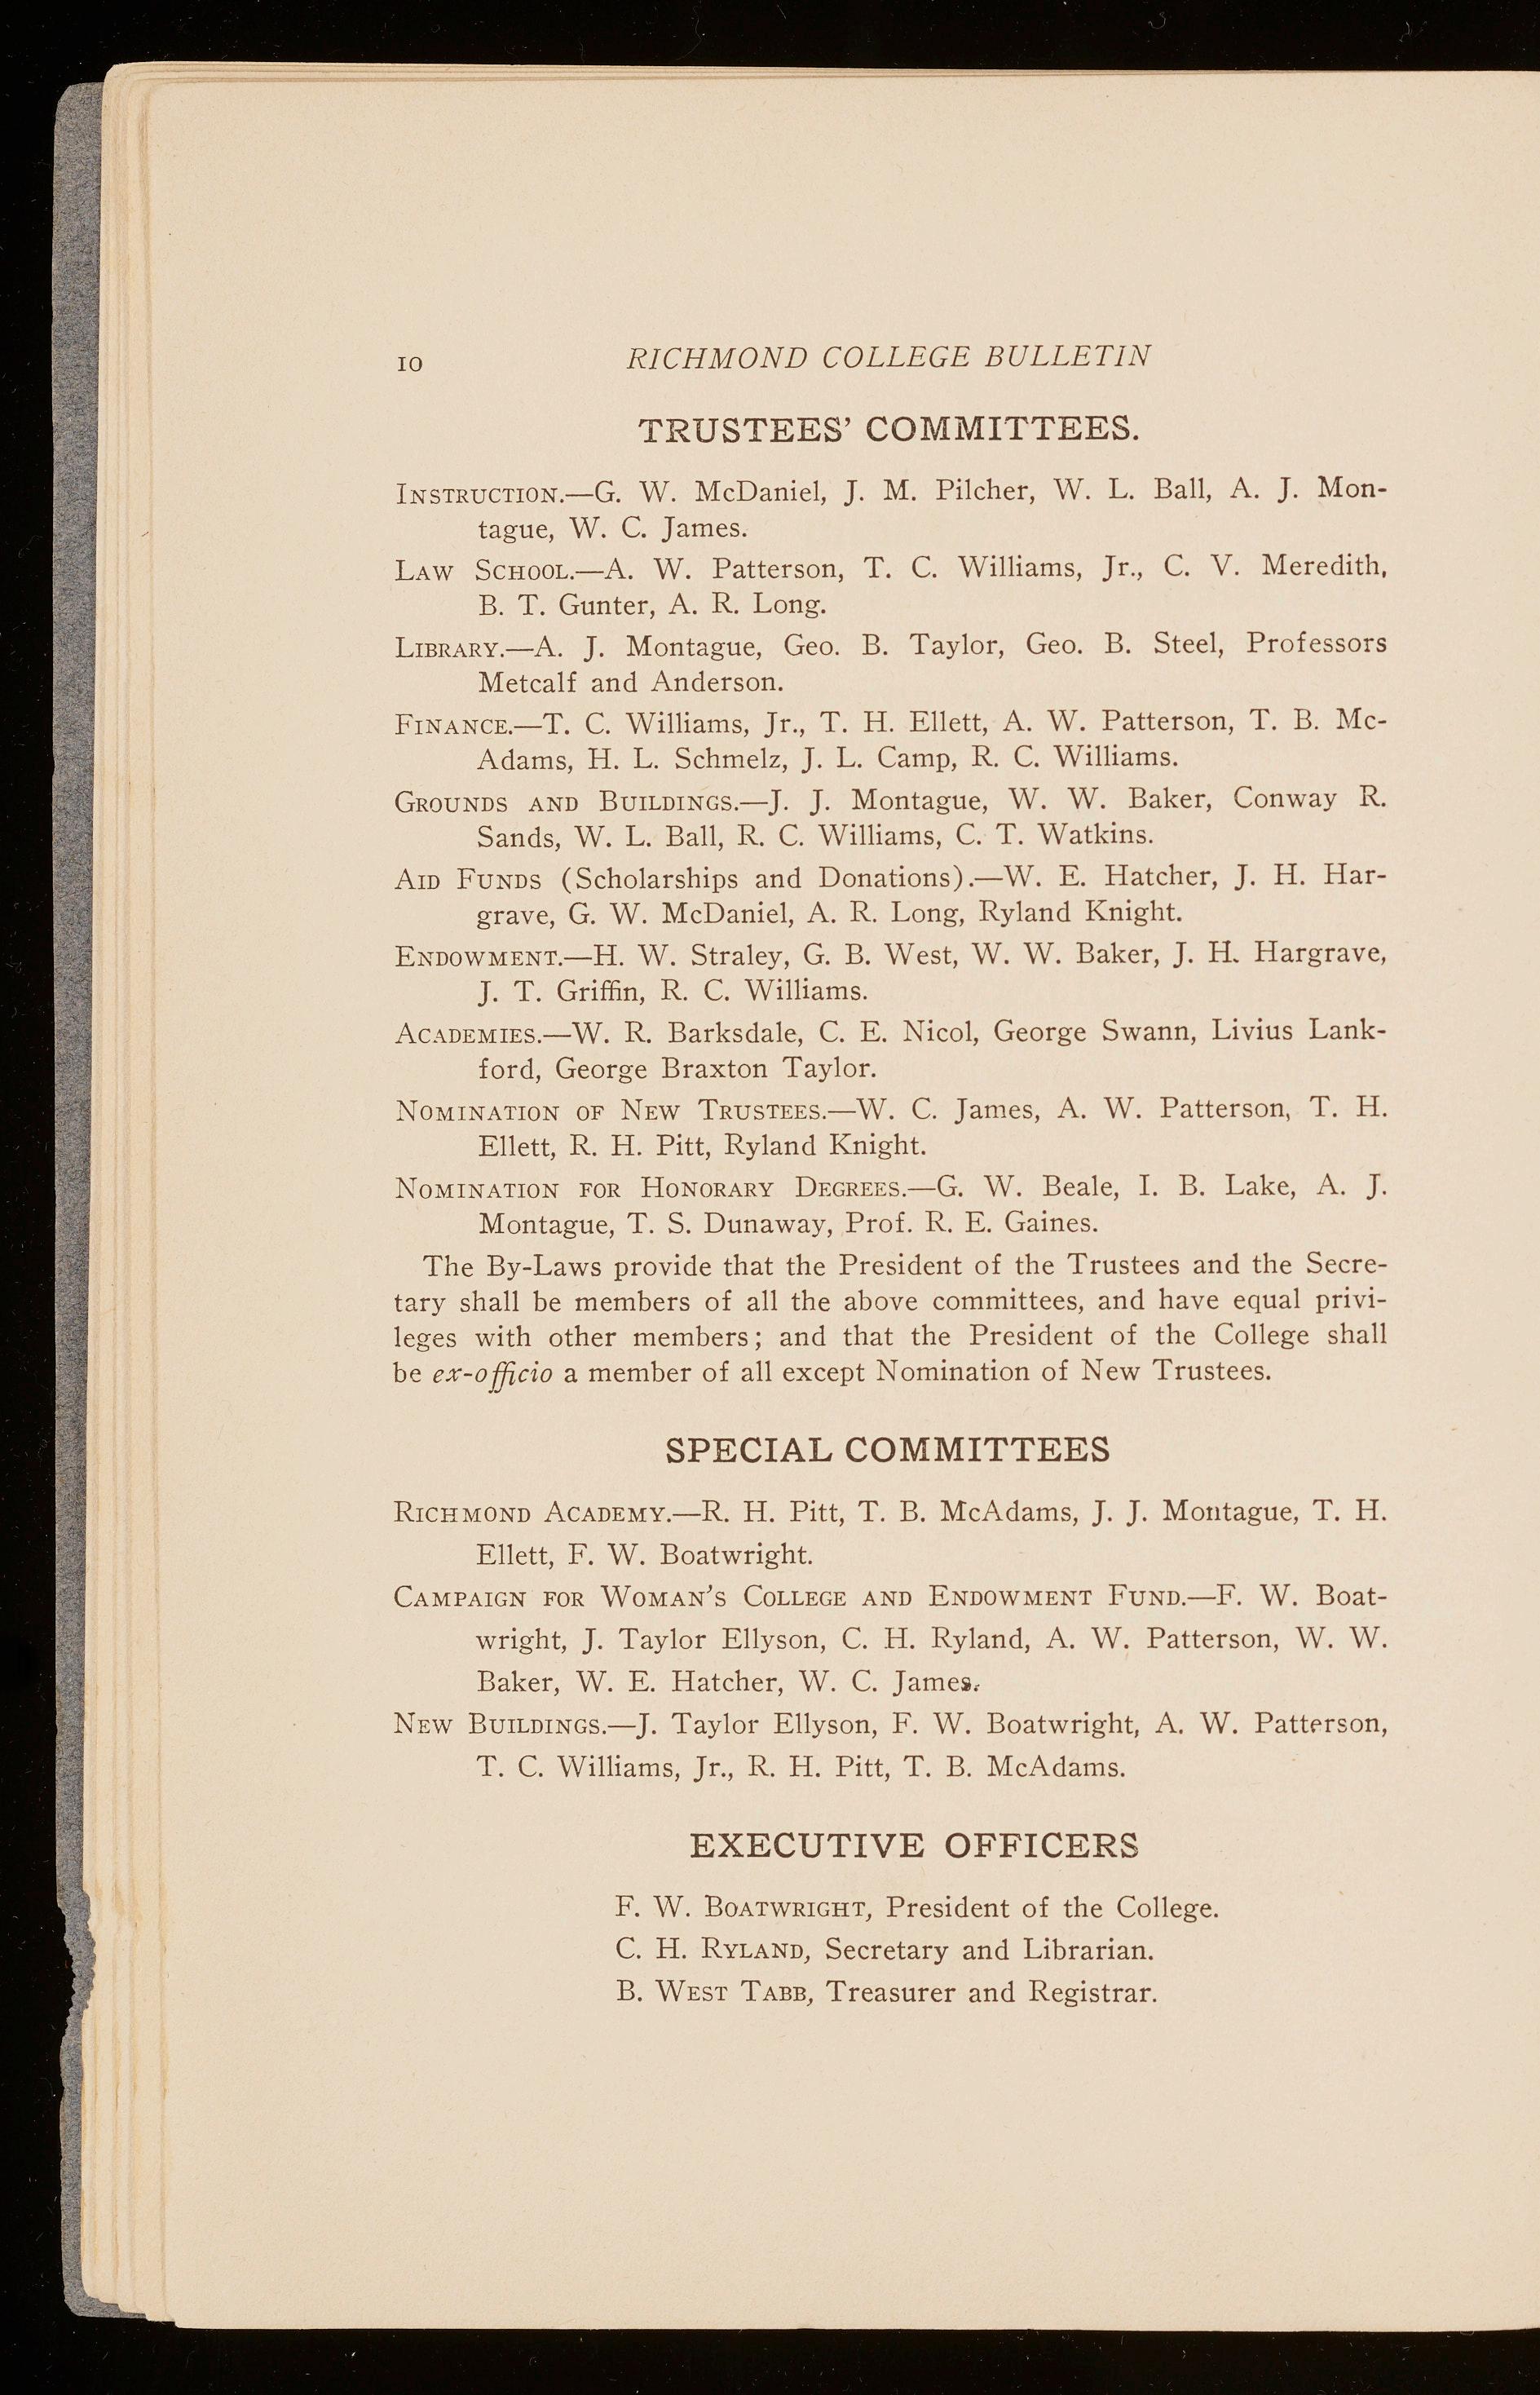 10 RICHMOND COLLEGE BULLETIN
TRUSTEES' COMMITTEES.
INSTRUCTION.—G. W. McDaniel, J. M. Pilcher, W. L. Ball, A. J. Mon-
tague, W. C. James.
LAW SCHOOL.—A. W. Patterson, T. C. Williams, Jr., C. V. Meredith,
B. T. Gunter, A. R. Long.
LIBRARY.—A. J. Montague, Geo. B. Taylor, Geo. B. Steel, Professors
Metcalf and Anderson.
FINANCE.—T. C. Williams, Jr., T. H. Ellett, A. W. Patterson, T. B. Mc-
Adams, H. L. Schmelz, J. L. Camp, R. C. Williams.
GROUNDS AND BUILDINGS.—J. J. Montague, W. W. Baker, Conway R.
Sands, W. L. Ball, R. C. Williams, C. T. Watkins.
AID FUNDS (Scholarships and Donations).—W. E. Hatcher, J. H. Har-
grave, G. W. McDaniel, A. R. Long, Ryland Knight.
ENDOWMENT.—H. W. Straley, G. B. West, W. W. Baker, J. H. Hargrave,
J. T. Griffin, R. C. Williams.
ACADEMIES.—W. R. Barksdale, C. E. Nicol, George Swann, Livius Lank-
ford, George Braxton Taylor.
NOMINATION OF NEW TRUSTEES.—W. C. James, A. W. Patterson, T. H.
Ellett, R. H. Pitt, Ryland Knight.
NOMINATION FOR HONORARY DEGREES.—G. W. Beale, I. B. Lake, A. J.
Montague, T. S. Dunaway, Prof. R. E. Gaines.
The By-Laws provide that the President of the Trustees and the Secre-
tary shall be members of all the above committees, and have equal privi-
leges with other members; and that the President of the College shall
be ex-officio a member of all except Nomination of New Trustees.
SPECIAL COMMITTEES
RICHMOND ACADEMY.—R. H. Pitt, T. B. McAdams, J. J. Montague, T. H.
Ellett, F. W. Boatwright.
CAMPAIGN FOR WOMAN'S COLLEGE AND ENDOWMENT FUND.—F. W. Boat-
wright, J. Taylor Ellyson, C. H. Ryland, A. W. Patterson, W. W.
Baker, W. E. Hatcher, W. C. James.
NEW BUILDINGS.—J. Taylor Ellyson, F. W. Boatwright, A. W. Patterson,
T. C. Williams, Jr., R. H. Pitt, T. B. McAdams.
EXECUTIVE OFFICERS
F. W. BOATWRIGHT, President of the College.
C. H. RYLAND, Secretary and Librarian.
B. WEST TABB, Treasurer and Registrar.